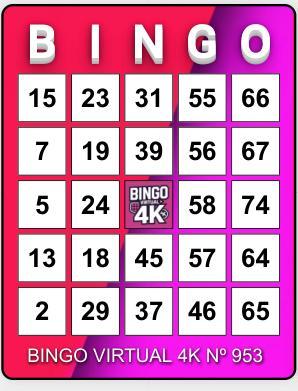 B I N G O
15 23 31 55 66
7 19 39 56 67
5 24 BINGO VIRTUAL 4K 58 74
13 18 45 57 64
2 29 37 46 65
BINGO VIRTUAL 4K Nº 953